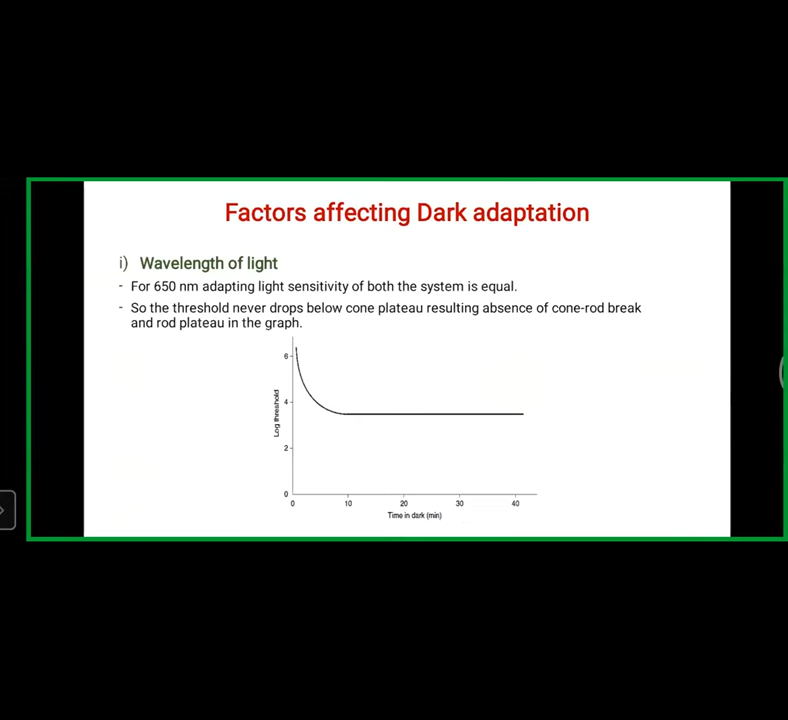 Factors affecting Dark adaptation
i) Wavelength of light
- For 650 nm adapting light sensitivity of both the system is equal.
- So the threshold never drops below cone plateau resulting absence of cone-rod break
and rod plateau in the graph.
6
4
2
0
Log threshold
0 10 20 30 40
Time in dark (min)